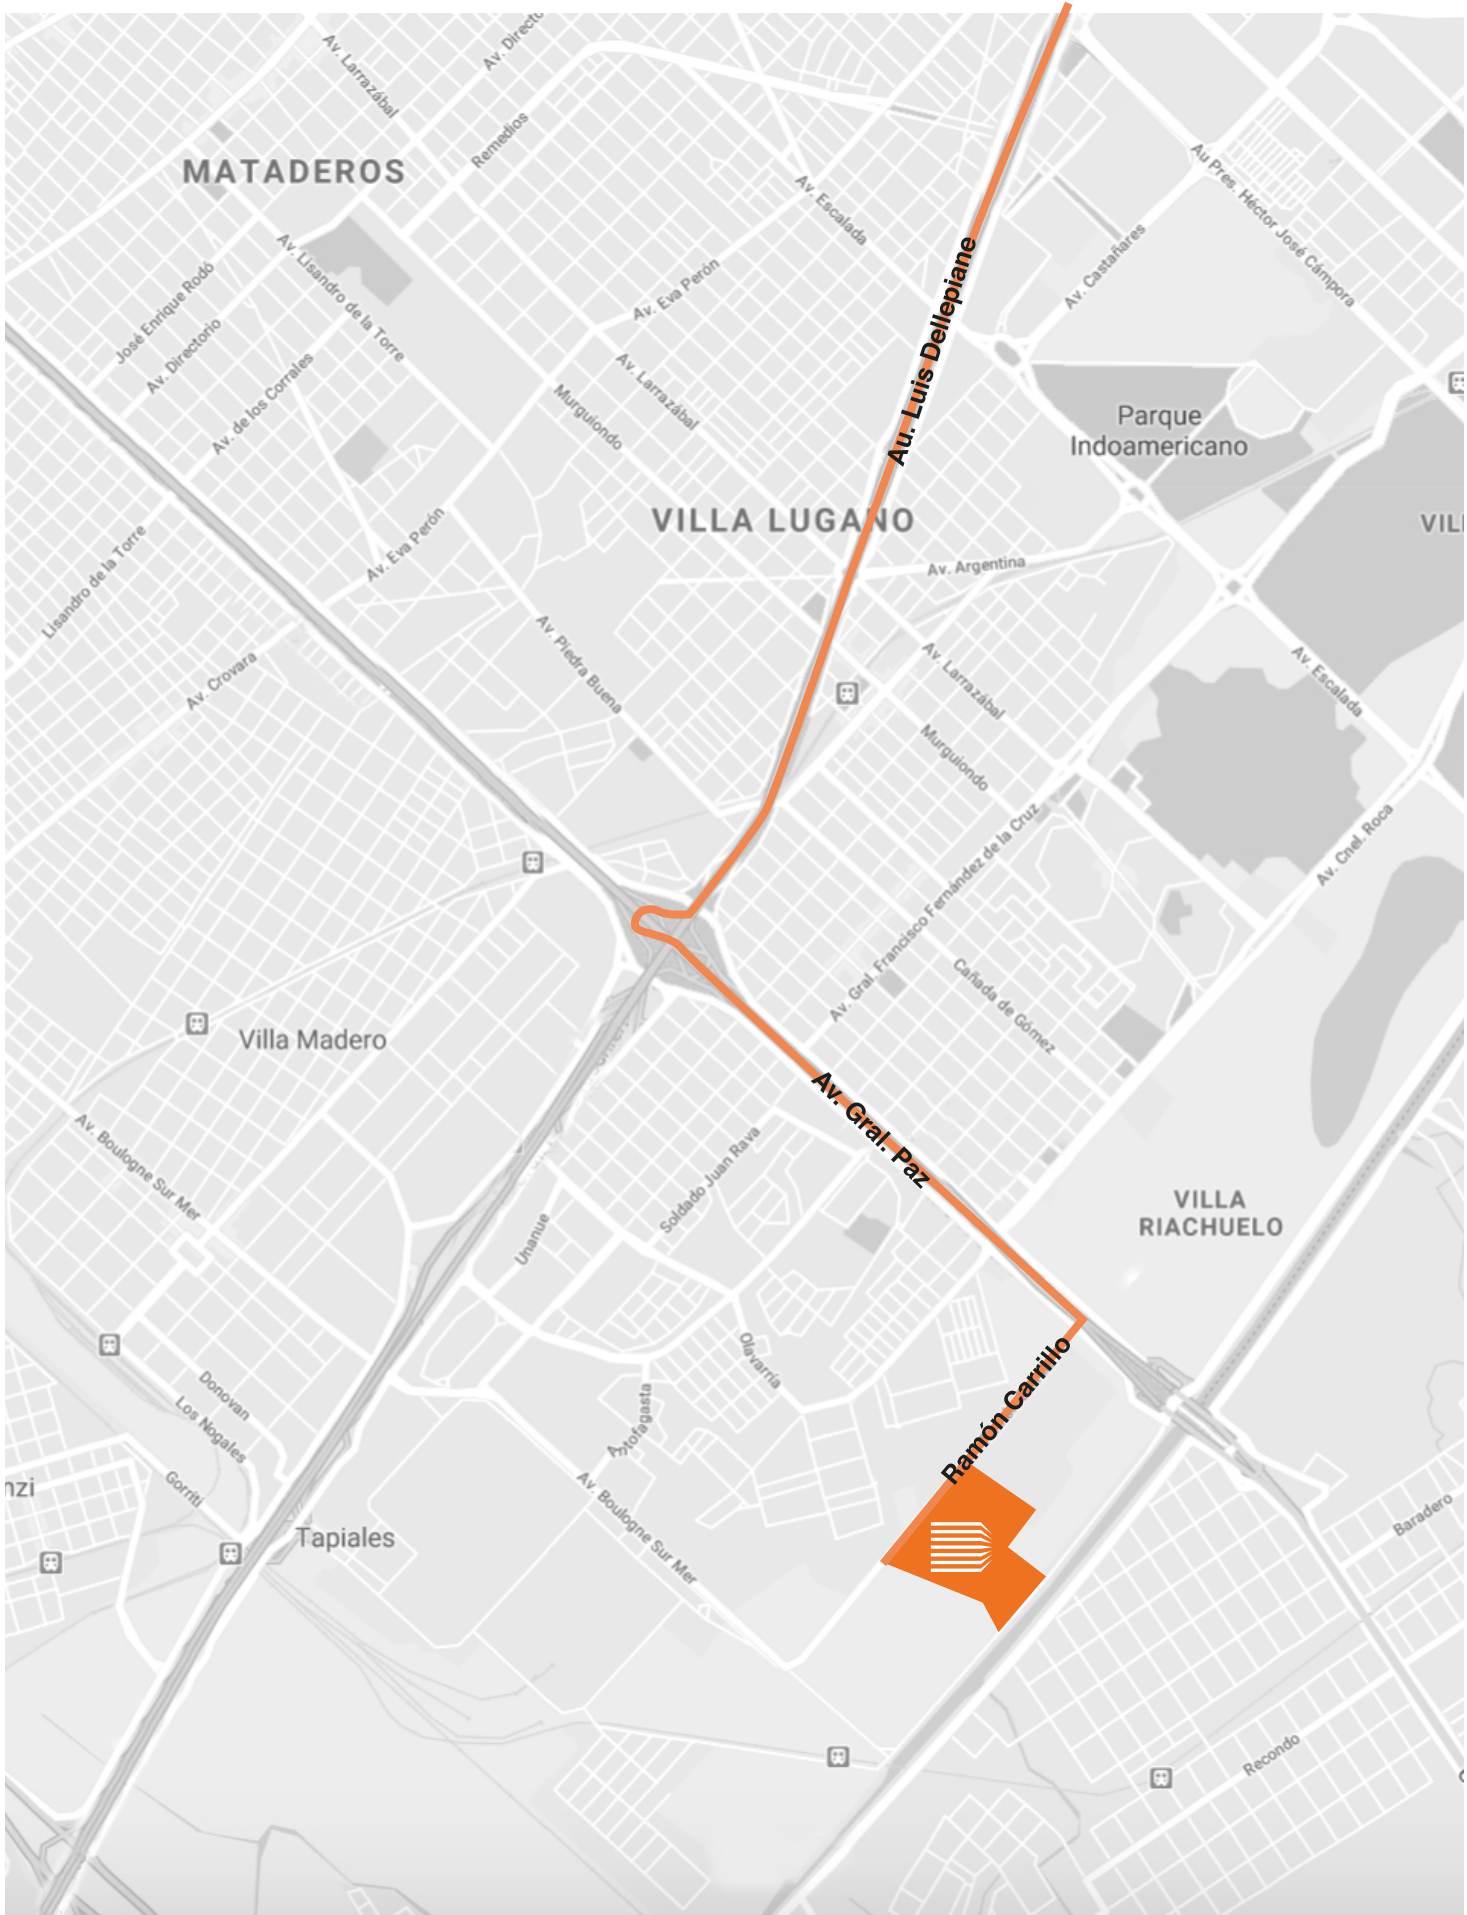 Av. Larrazábal
Av. Directo
Remedios
MATADEROS
Av. Escalada
Au Pres. Héctor José Cámpora
Av. Castañares
Av. Lisandro de la Torre
José Enrique Rodó
Av. Directorio
Av. de los Corrales
Av. Eva Perón
Av. Larrazábal
Murguiondo
Au. Luis Dellepiane
Parque
Indoamericano
VILLA LUGANO
VIL
Av. Eva Perón
Lisandro de la Torre
Av. Argentina
Av. Crovara
Av. Piedra Buena
Av. Larrazábal
Av. Escalada
Murguiondo
Av. Cnel. Roca
Av. Gral. Francisco Fernández de la Cruz
Cañada de Gómez
Villa Madero
Av. Gral. Paz
Av. Boulogne Sur Mer
Soldado Juan Rava
Unanue
VILLA
RIACHUELO
Olavarría
Ramón Carrillo
Donovan
Los Nogales
Antofagasta
Gorriti
nzi
Av. Boulogne Sur Mer
Tapiales
Baradero
Recondo